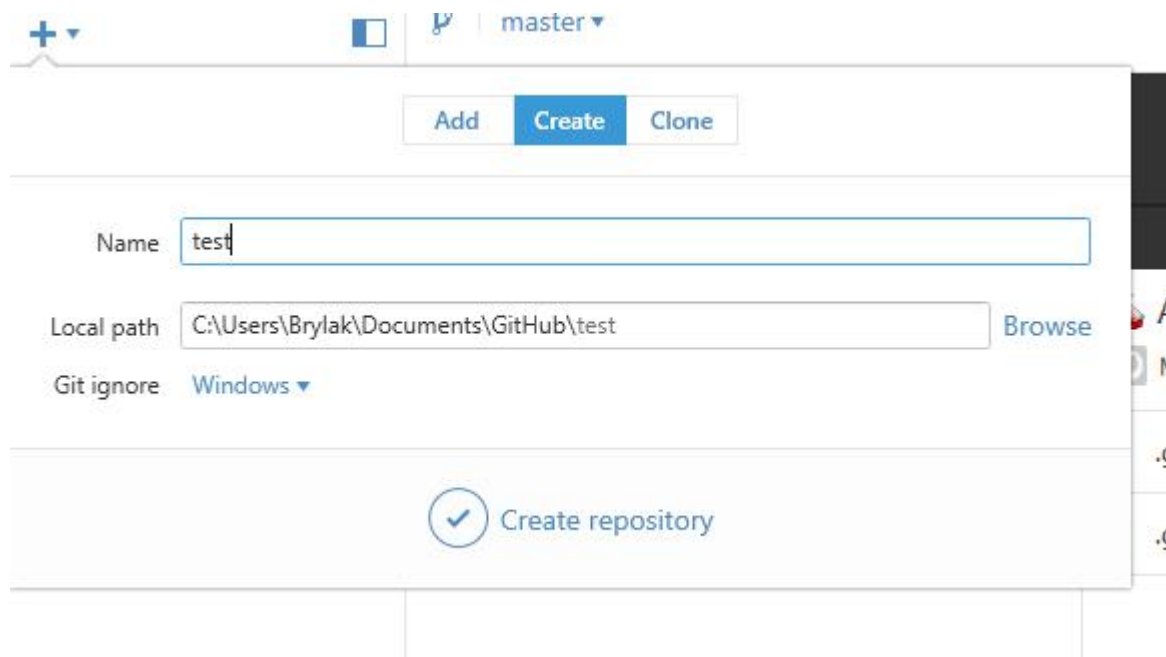 master
Add Create Clone
Name test
Local path C:\Users\Brylak\Documents\GitHub\test Browse
Git ignore Windows
Create repository